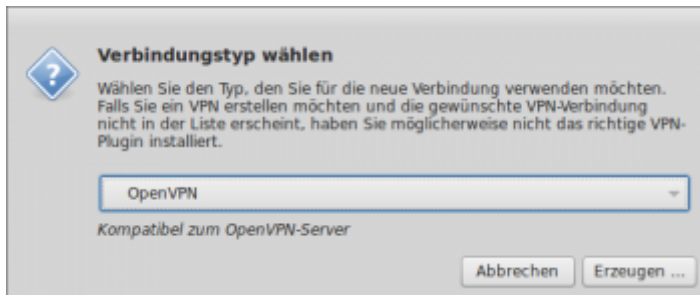 Verbindungstyp wählen
Wählen Sie den Typ, den Sie für die neue Verbindung verwenden möchten.
Falls Sie ein VPN erstellen möchten und die gewünschte VPN-Verbindung
nicht in der Liste erscheint, haben Sie möglicherweise nicht das richtige VPN-
Plugin installiert.
OpenVPN
Kompatibel zum OpenVPN-Server
Abbrechen
Erzeugen ...